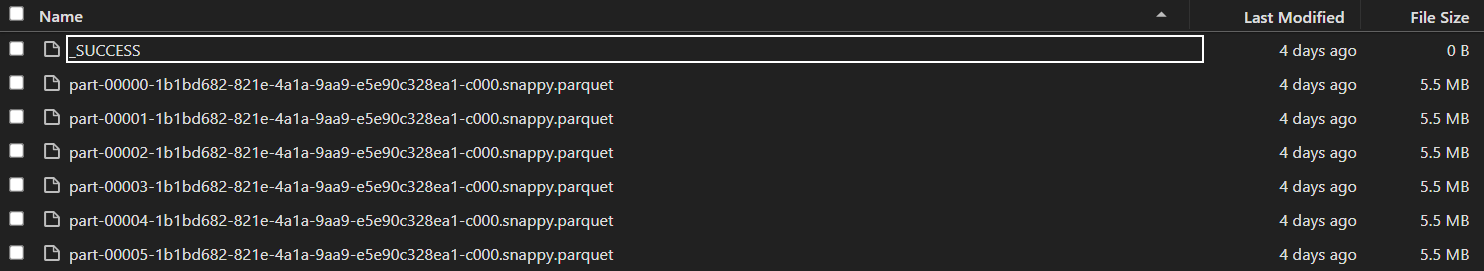 Name Last Modified File Size
_SUCCESS 4 days ago 0 B
part-00000-1b1bd682-821e-4a1a-9aa9-e5e90c328ea1-c000.snappy.parquet 4 days ago 5.5 MB
part-00001-1b1bd682-821e-4a1a-9aa9-e5e90c328ea1-c000.snappy.parquet 4 days ago 5.5 MB
part-00002-1b1bd682-821e-4a1a-9aa9-e5e90c328ea1-c000.snappy.parquet 4 days ago 5.5 MB
part-00003-1b1bd682-821e-4a1a-9aa9-e5e90c328ea1-c000.snappy.parquet 4 days ago 5.5 MB
part-00004-1b1bd682-821e-4a1a-9aa9-e5e90c328ea1-c000.snappy.parquet 4 days ago 5.5 MB
part-00005-1b1bd682-821e-4a1a-9aa9-e5e90c328ea1-c000.snappy.parquet 4 days ago 5.5 MB